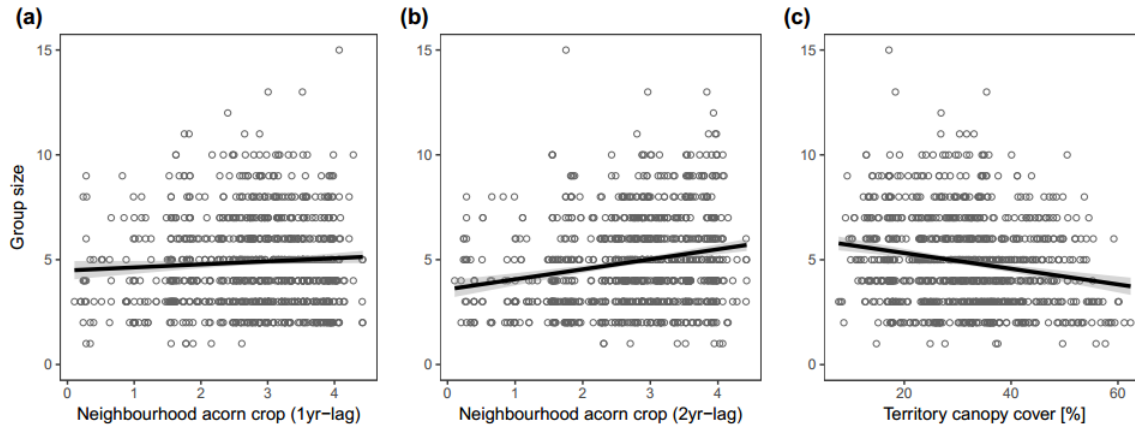 (a)
(b)
(c)
Group size
15
10
5
0
0 1 2 3 4
Neighbourhood acorn crop (1yr−lag)
15
10
5
0
0 1 2 3 4
Neighbourhood acorn crop (2yr−lag)
15
10
5
0
20 40 60
Territory canopy cover [%]